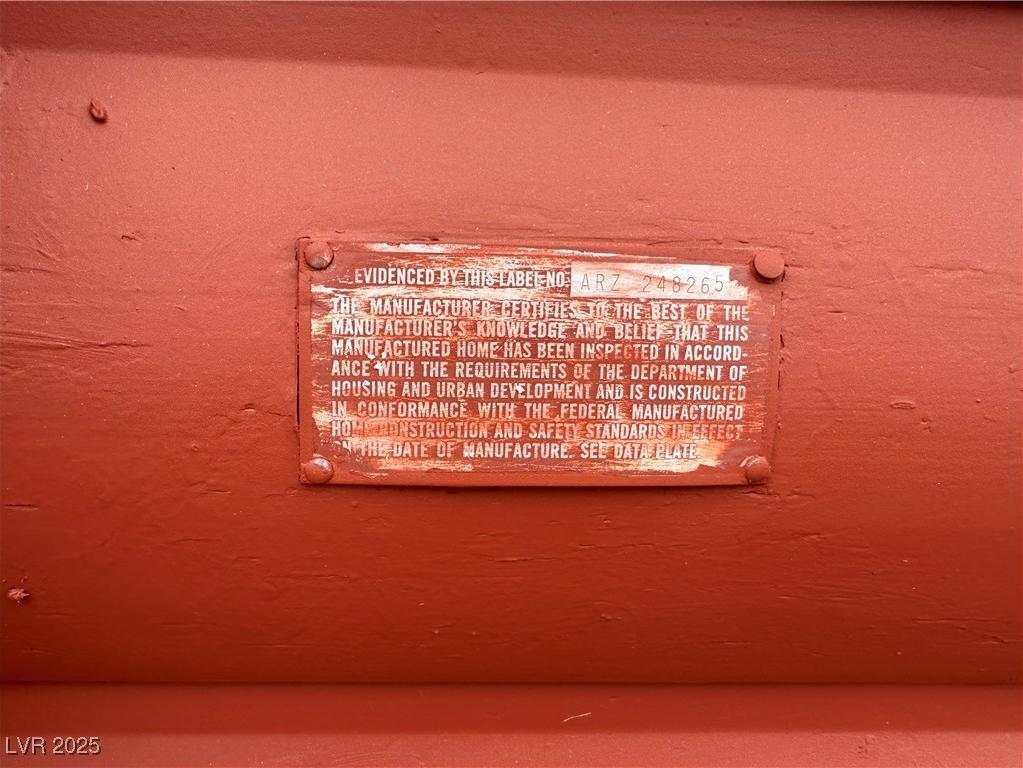 EVIDENCED BY THIS LABEL NO. ARZ 248265
THE MANUFACTURER CERTIFIES TO THE BEST OF THE
MANUFACTURER'S KNOWLEDGE AND BELIEF THAT THIS
MANUFACTURED HOME HAS BEEN INSPECTED IN ACCORD-
ANCE WITH THE REQUIREMENTS OF THE DEPARTMENT OF
HOUSING AND URBAN DEVELOPMENT AND IS CONSTRUCTED
IN CONFORMANCE WITH THE FEDERAL MANUFACTURED
HOME CONSTRUCTION AND SAFETY STANDARDS IN EFFECT
ON THE DATE OF MANUFACTURE. SEE DATA PLATE.
LVR 2025